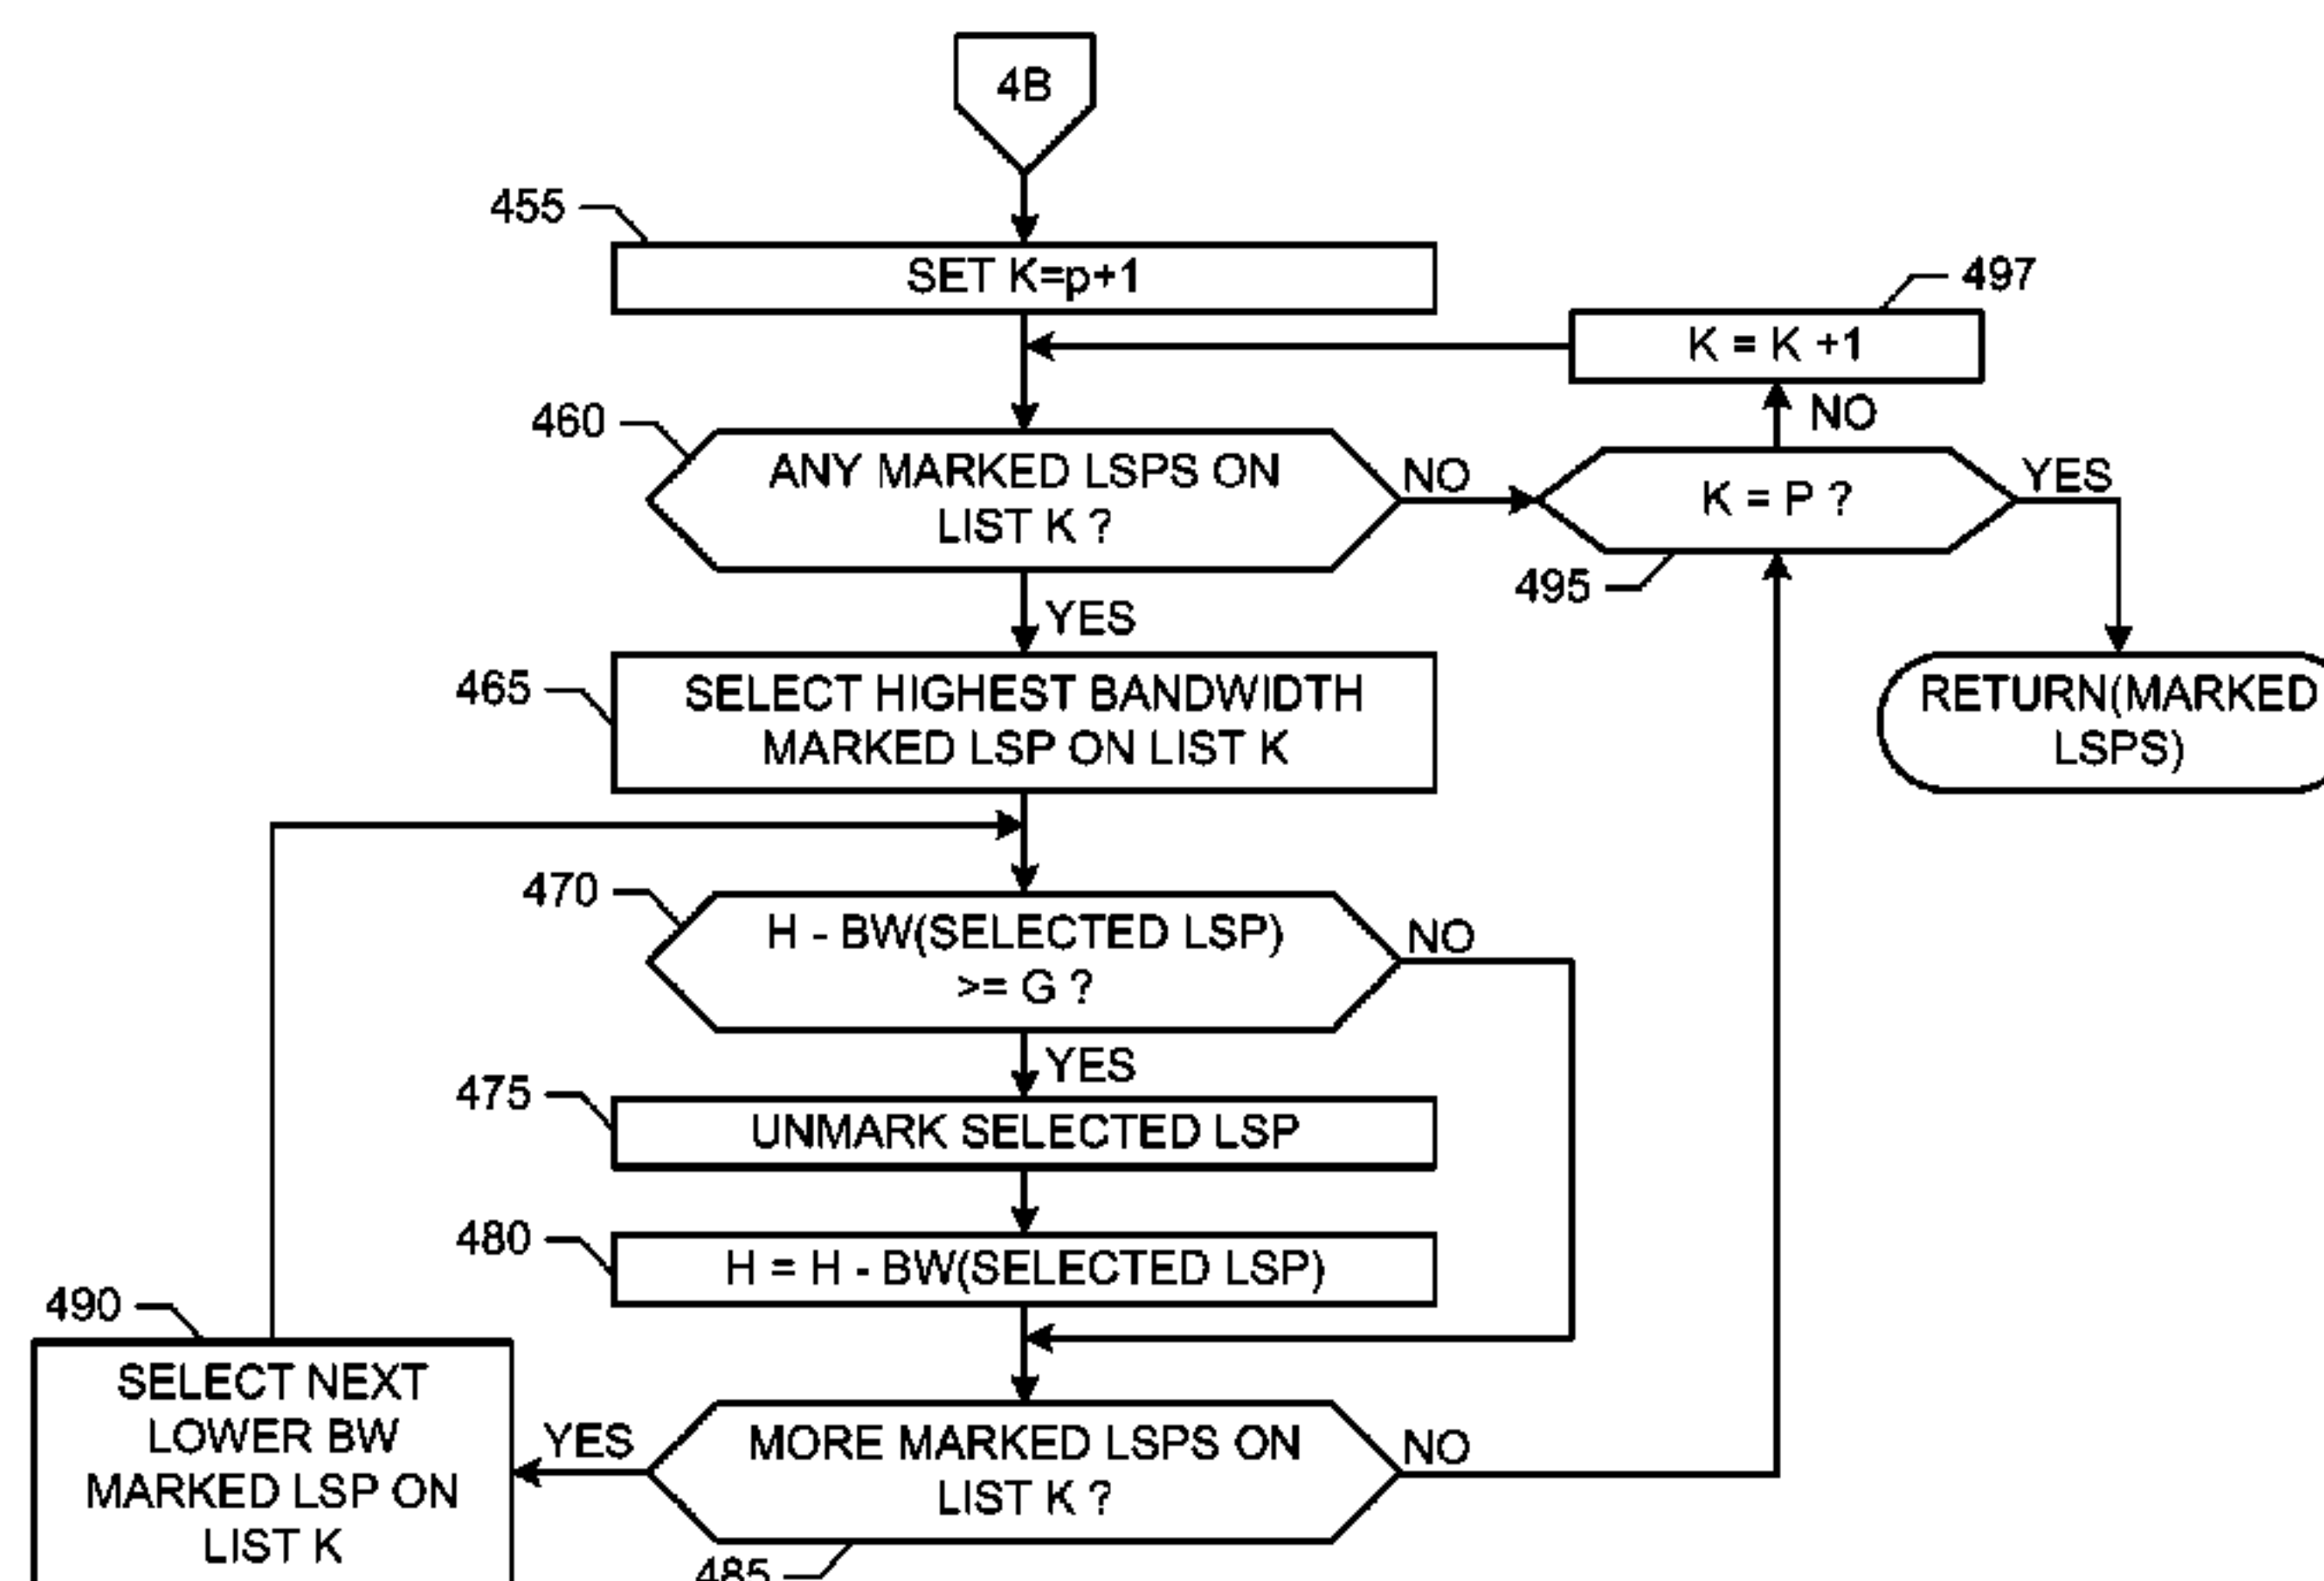 4B
455
SET K=p+1
497
K = K +1
NO
460
ANY MARKED LSPS ON
LIST K ?
NO
K = P ?
YES
495
YES
465
SELECT HIGHEST BANDWIDTH
MARKED LSP ON LIST K
RETURN(MARKED
LSPS)
470
H - BW(SELECTED LSP)
>= G ?
NO
YES
475
UNMARK SELECTED LSP
480
H = H - BW(SELECTED LSP)
490
SELECT NEXT
LOWER BW
MARKED LSP ON
LIST K
YES
MORE MARKED LSPS ON
LIST K ?
NO
485